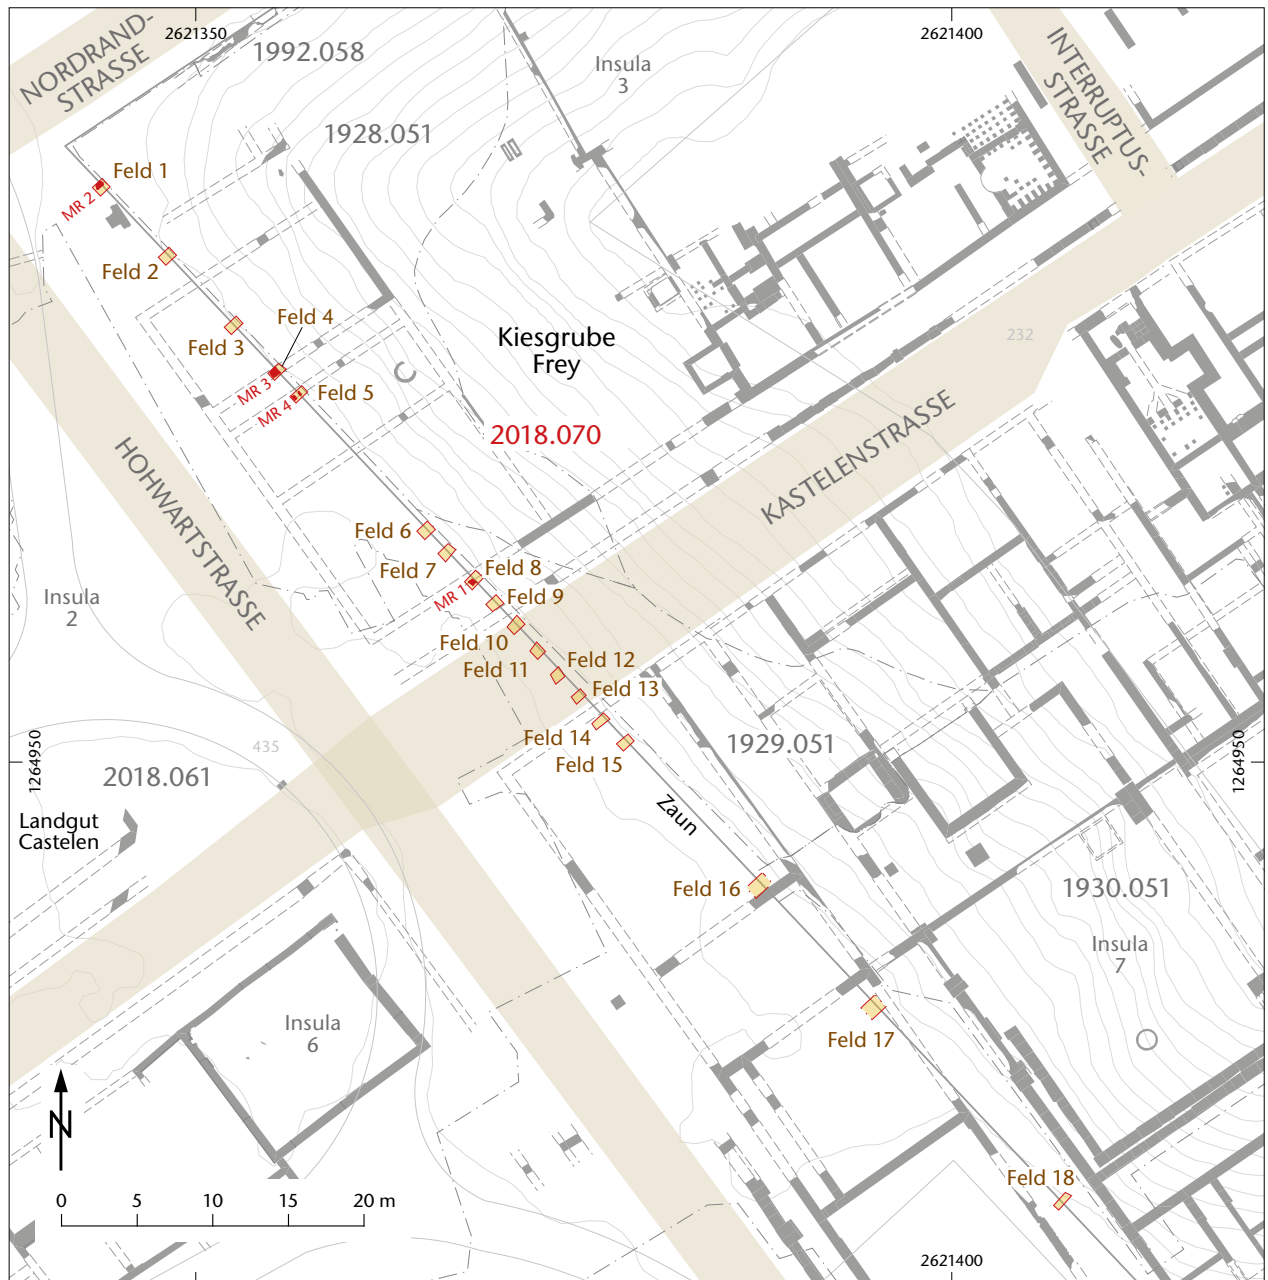 2621350
2621400
NORDRAND-
STRASSE
1992.058
Insula
3
INTERRUPTUS-
STRASSE
1928.051
Feld 1
MR 2
Feld 2
Feld 3
Feld 4
MR 3
Feld 5
MR 4
Kiesgrube
Frey
232
2018.070
KASTELENSTRASSE
HOHWARTSTRASSE
Feld 6
Feld 7
Feld 8
MR 1
Feld 9
Insula
2
Feld 10
Feld 11
Feld 12
Feld 13
Feld 14
Feld 15
1929.051
435
2018.061
1264950
1264950
Landgut
Castelen
Zaun
Feld 16
1930.051
Insula
7
Insula
6
Feld 17
N
Feld 18
0 5 10 15 20 m
2621400